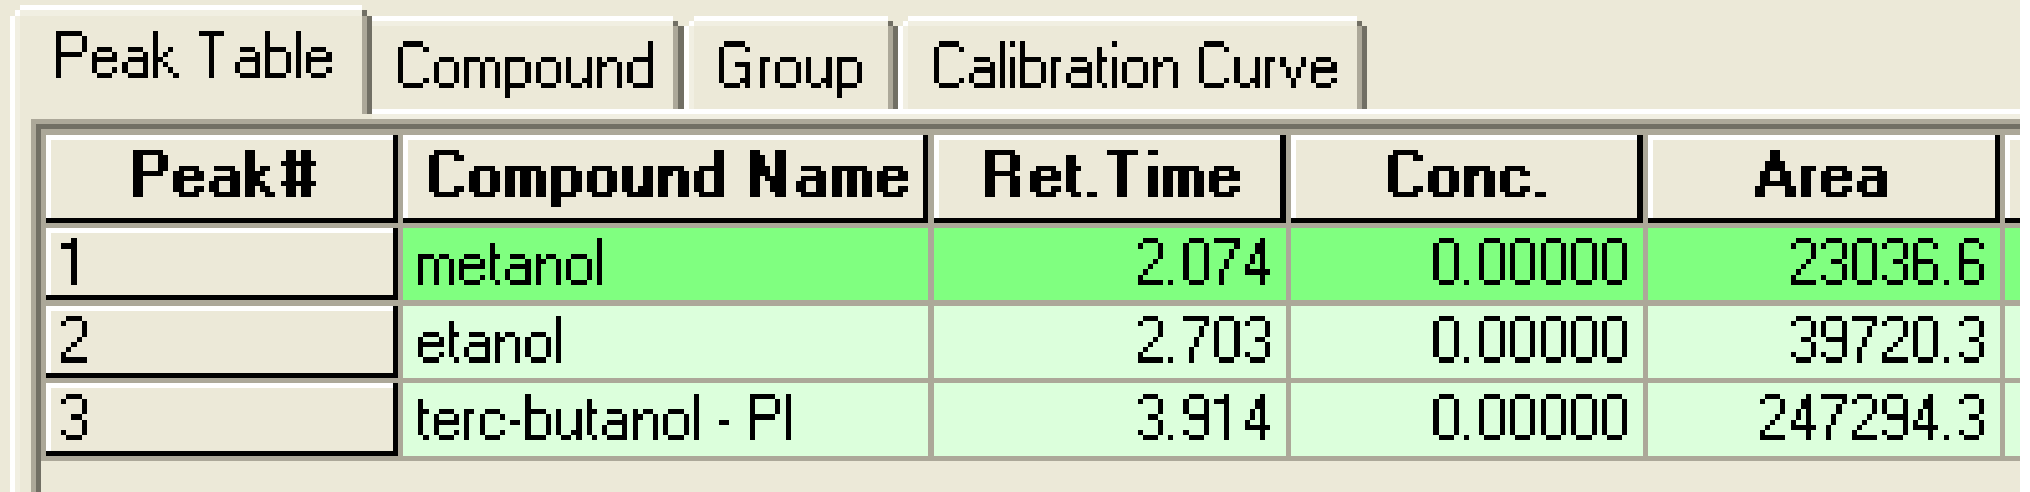 Peak Table Compound Group Calibration Curve
Peak# Compound Name Ret.Time Conc. Area
1 metanol 2.074 0.00000 23036.6
2 etanol 2.703 0.00000 39720.3
3 terc-butanol - PI 3.914 0.00000 247294.3